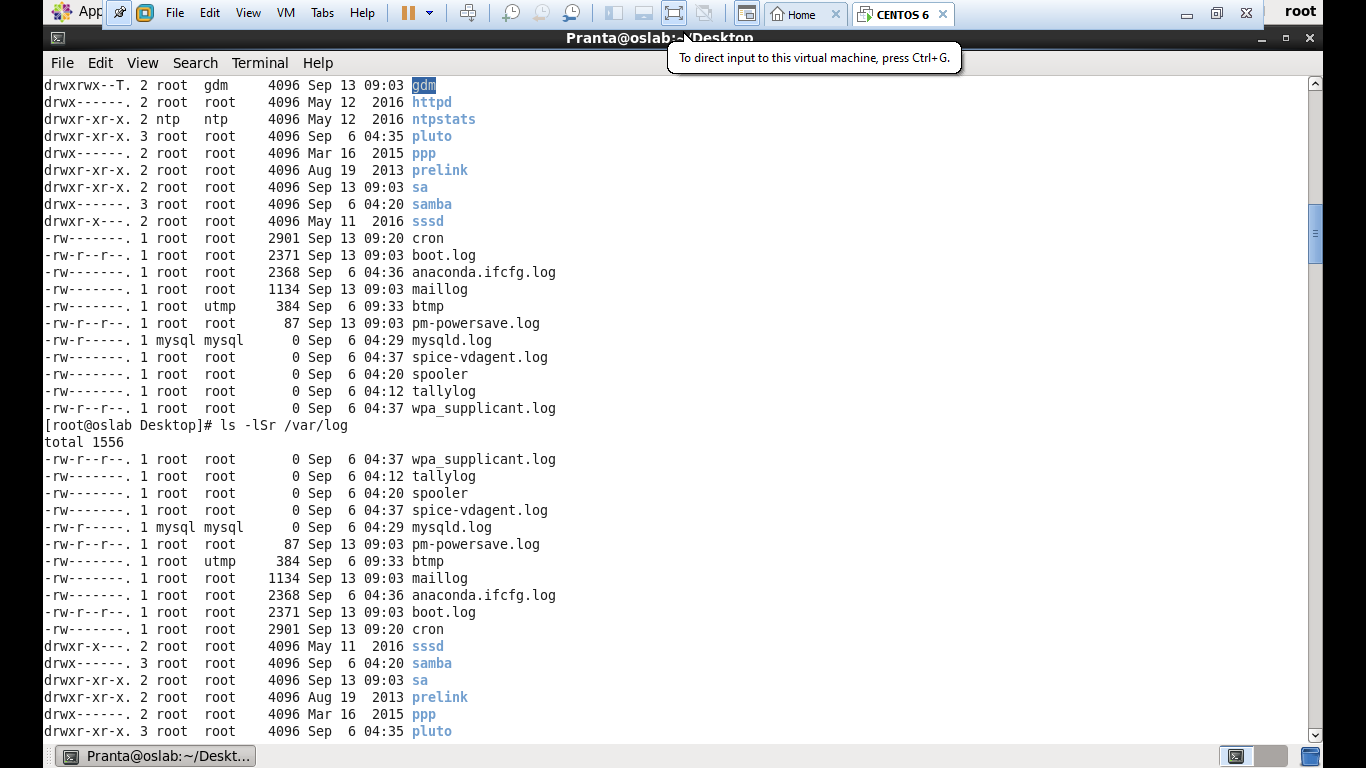 App File Edit View VM Tabs Help Home CENTOS 6 root
Pranta@oslab:~/Desktop
To direct input to this virtual machine, press Ctrl+G.
File Edit View Search Terminal Help
drwxrwx--T. 2 root  gdm     4096 Sep 13 09:03 gdm
drwx------. 2 root  root    4096 May 12  2016 httpd
drwxr-xr-x. 2 ntp   ntp     4096 May 12  2016 ntpstats
drwxr-xr-x. 3 root  root    4096 Sep  6 04:35 pluto
drwx------. 2 root  root    4096 Mar 16  2015 ppp
drwxr-xr-x. 2 root  root    4096 Aug 19  2013 prelink
drwxr-xr-x. 2 root  root    4096 Sep 13 09:03 sa
drwx------. 3 root  root    4096 Sep  6 04:20 samba
drwxr-x---. 2 root  root    4096 May 11  2016 sssd
-rw-------. 1 root  root    2901 Sep 13 09:20 cron
-rw-r--r--. 1 root  root    2371 Sep 13 09:03 boot.log
-rw-------. 1 root  root    2368 Sep  6 04:36 anaconda.ifcfg.log
-rw-------. 1 root  root    1134 Sep 13 09:03 maillog
-rw-------. 1 root  utmp     384 Sep  6 09:33 btmp
-rw-r--r--. 1 root  root      87 Sep 13 09:03 pm-powersave.log
-rw-r-----. 1 mysql mysql      0 Sep  6 04:29 mysqld.log
-rw-------. 1 root  root       0 Sep  6 04:37 spice-vdagent.log
-rw-------. 1 root  root       0 Sep  6 04:20 spooler
-rw-------. 1 root  root       0 Sep  6 04:12 tallylog
-rw-r--r--. 1 root  root       0 Sep  6 04:37 wpa_supplicant.log
[root@oslab Desktop]# ls -lSr /var/log
total 1556
-rw-r--r--. 1 root  root       0 Sep  6 04:37 wpa_supplicant.log
-rw-------. 1 root  root       0 Sep  6 04:12 tallylog
-rw-------. 1 root  root       0 Sep  6 04:20 spooler
-rw-------. 1 root  root       0 Sep  6 04:37 spice-vdagent.log
-rw-r-----. 1 mysql mysql      0 Sep  6 04:29 mysqld.log
-rw-r--r--. 1 root  root      87 Sep 13 09:03 pm-powersave.log
-rw-------. 1 root  utmp     384 Sep  6 09:33 btmp
-rw-------. 1 root  root    1134 Sep 13 09:03 maillog
-rw-------. 1 root  root    2368 Sep  6 04:36 anaconda.ifcfg.log
-rw-r--r--. 1 root  root    2371 Sep 13 09:03 boot.log
-rw-------. 1 root  root    2901 Sep 13 09:20 cron
drwxr-x---. 2 root  root    4096 May 11  2016 sssd
drwx------. 3 root  root    4096 Sep  6 04:20 samba
drwxr-xr-x. 2 root  root    4096 Sep 13 09:03 sa
drwxr-xr-x. 2 root  root    4096 Aug 19  2013 prelink
drwx------. 2 root  root    4096 Mar 16  2015 ppp
drwxr-xr-x. 3 root  root    4096 Sep  6 04:35 pluto
Pranta@oslab:~/Deskt...